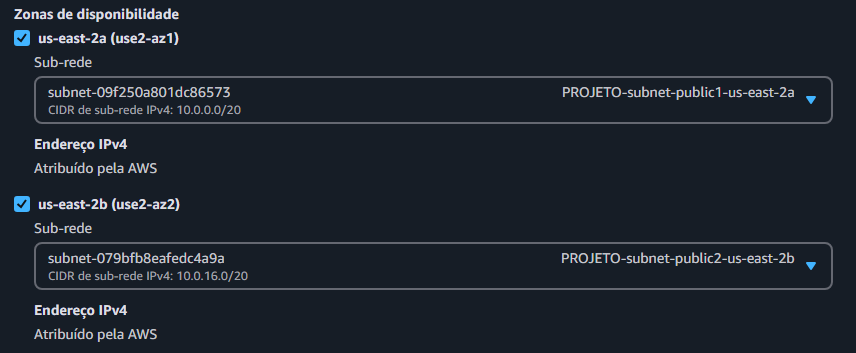 Zonas de disponibilidade
us-east-2a (use2-az1)
Sub-rede
subnet-09f250a801dc86573 PROJETO-subnet-public1-us-east-2a
CIDR de sub-rede IPv4: 10.0.0.0/20
Endereço IPv4
Atribuído pela AWS
us-east-2b (use2-az2)
Sub-rede
subnet-079bfb8eafedc4a9a PROJETO-subnet-public2-us-east-2b
CIDR de sub-rede IPv4: 10.0.16.0/20
Endereço IPv4
Atribuído pela AWS